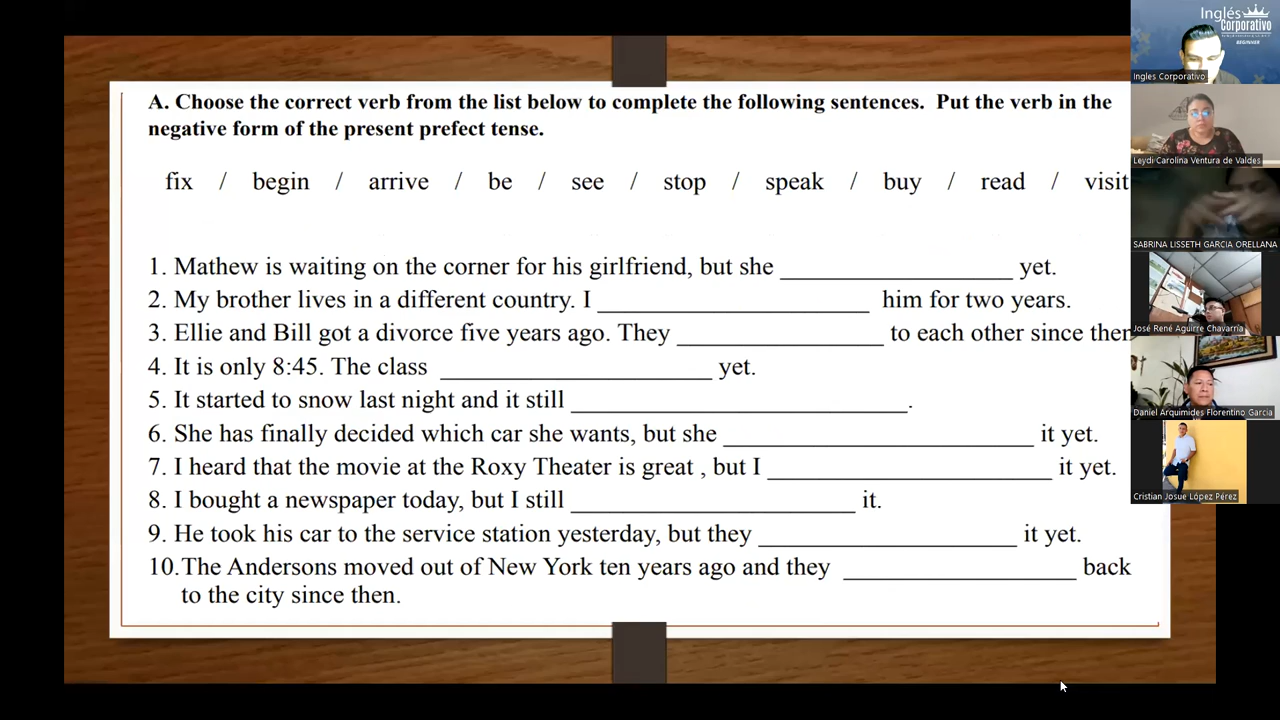 A. Choose the correct verb from the list below to complete the following sentences. Put the verb in the
negative form of the present prefect tense.
fix / begin / arrive / be / see / stop / speak / buy / read / visit
1. Mathew is waiting on the corner for his girlfriend, but she __________________ yet.
2. My brother lives in a different country. I _____________________ him for two years.
3. Ellie and Bill got a divorce five years ago. They ________________ to each other since then
4. It is only 8:45. The class _____________________ yet.
5. It started to snow last night and it still __________________________.
6. She has finally decided which car she wants, but she ________________________ it yet.
7. I heard that the movie at the Roxy Theater is great , but I ______________________ it yet.
8. I bought a newspaper today, but I still ______________________ it.
9. He took his car to the service station yesterday, but they ____________________ it yet.
10. The Andersons moved out of New York ten years ago and they __________________ back
to the city since then.
Inglés
Corporativo
BEGINNER
Ingles Corporativo
Leydi Carolina Ventura de Valdes
SABRINA LISSETH GARCIA ORELLANA
José René Aguirre Chavarría
Daniel Arquimides Florentino Garcia
Cristian Josue López Pérez